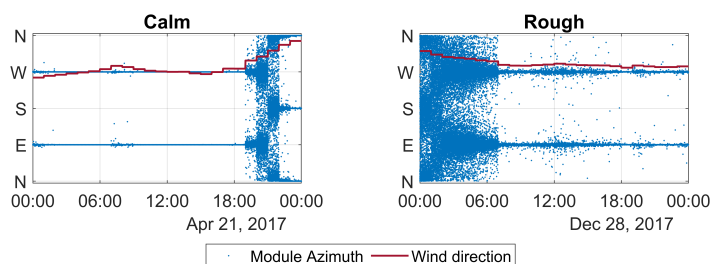 Calm
Rough
N
W
S
E
N
N
W
S
E
N
00:00 06:00 12:00 18:00 00:00
00:00 06:00 12:00 18:00 00:00
Apr 21, 2017
Dec 28, 2017
Module Azimuth Wind direction